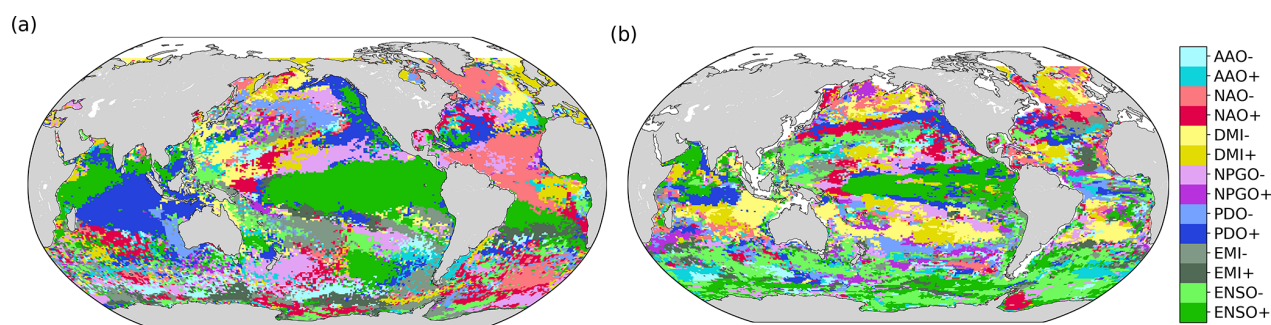 (a)
(b)
AAO-
AAO+
NAO-
NAO+
DMI-
DMI+
NPGO-
NPGO+
PDO-
PDO+
EMI-
EMI+
ENSO-
ENSO+